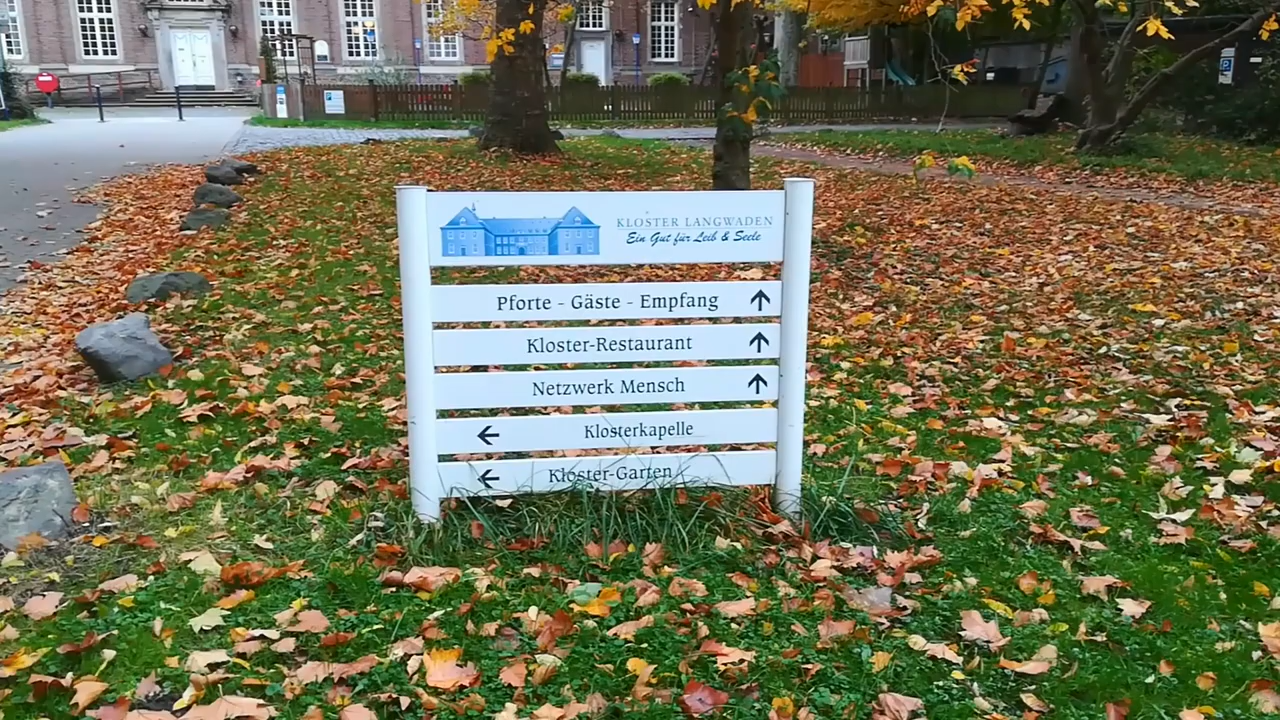 KLOSTER LANGWADEN
Ein Gut für Leib & Seele
Pforte - Gäste - Empfang
Kloster-Restaurant
Netzwerk Mensch
Klosterkapelle
Kloster-Garten
P